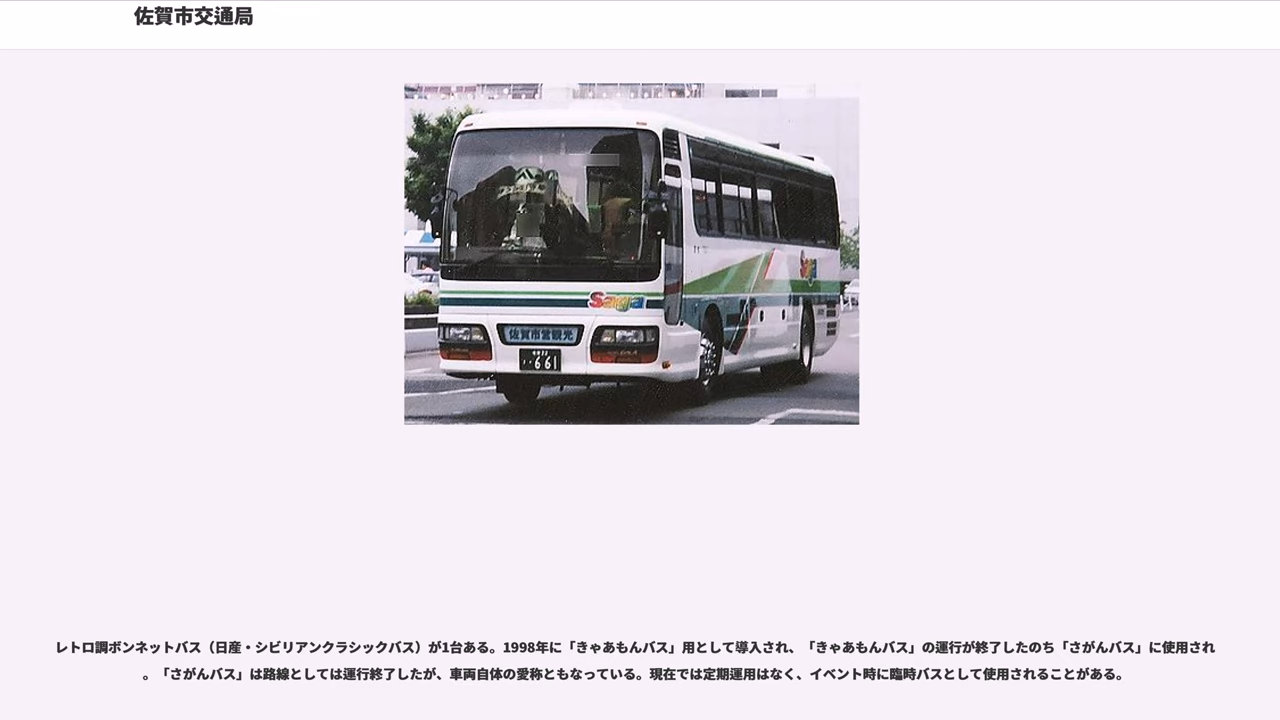 佐賀市交通局
Saga
Saga
佐賀市営観光
・・661
レトロ調ボンネットバス（日産・シビリアンクラシックバス）が1台ある。1998年に「きゃあもんバス」用として導入され、「きゃあもんバス」の運行が終了したのち「さがんバス」に使用され
。「さがんバス」は路線としては運行終了したが、車両自体の愛称ともなっている。現在では定期運用はなく、イベント時に臨時バスとして使用されることがある。